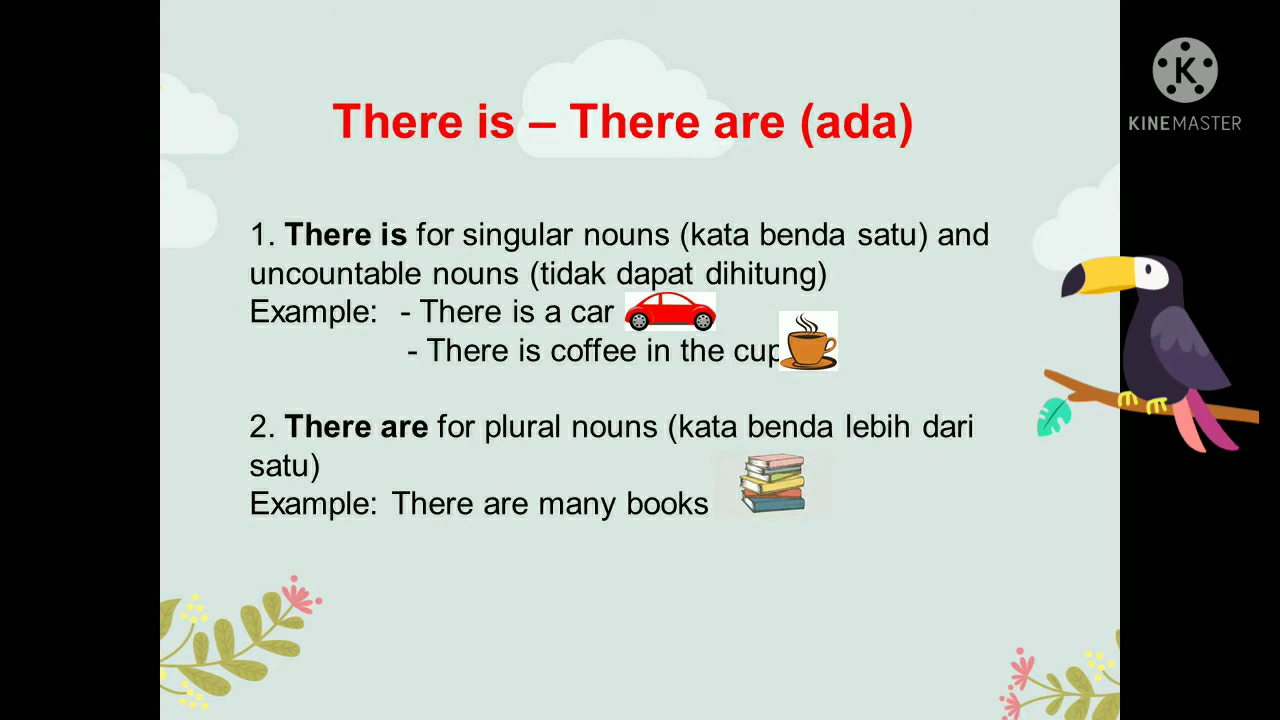 There is – There are (ada)
K
KINEMASTER
1. There is for singular nouns (kata benda satu) and
uncountable nouns (tidak dapat dihitung)
Example: - There is a car
- There is coffee in the cup
2. There are for plural nouns (kata benda lebih dari
satu)
Example: There are many books